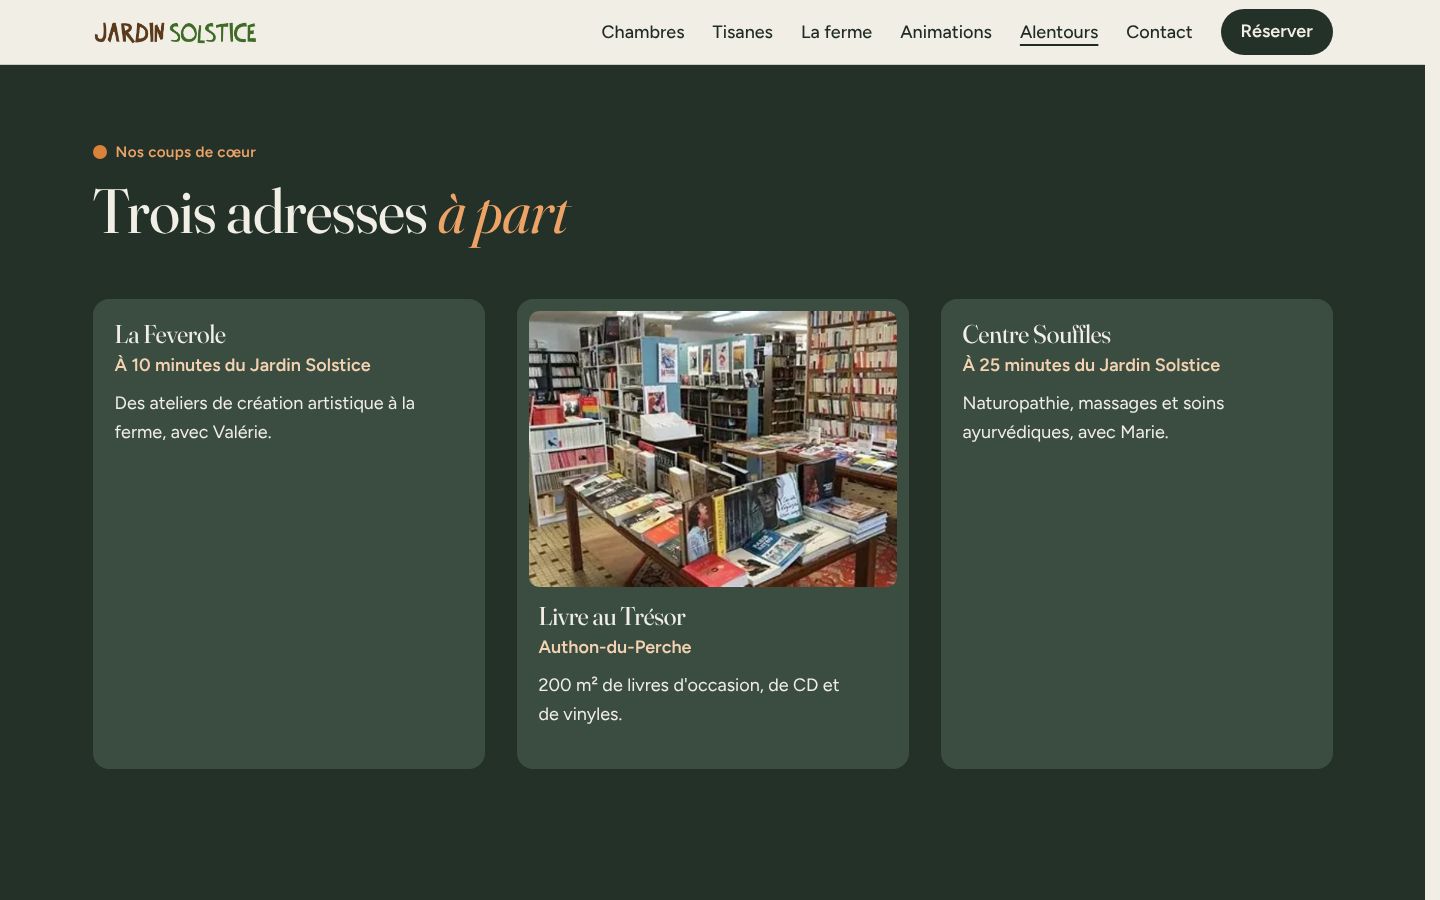 JARDIN SOLSTICE
Chambres
Tisanes
La ferme
Animations
Alentours
Contact
Réserver
Nos coups de cœur
Trois adresses à part
La Feverole
À 10 minutes du Jardin Solstice
Des ateliers de création artistique à la
ferme, avec Valérie.
Livre au Trésor
Authon-du-Perche
200 m² de livres d'occasion, de CD et
de vinyles.
Centre Souffles
À 25 minutes du Jardin Solstice
Naturopathie, massages et soins
ayurvédiques, avec Marie.